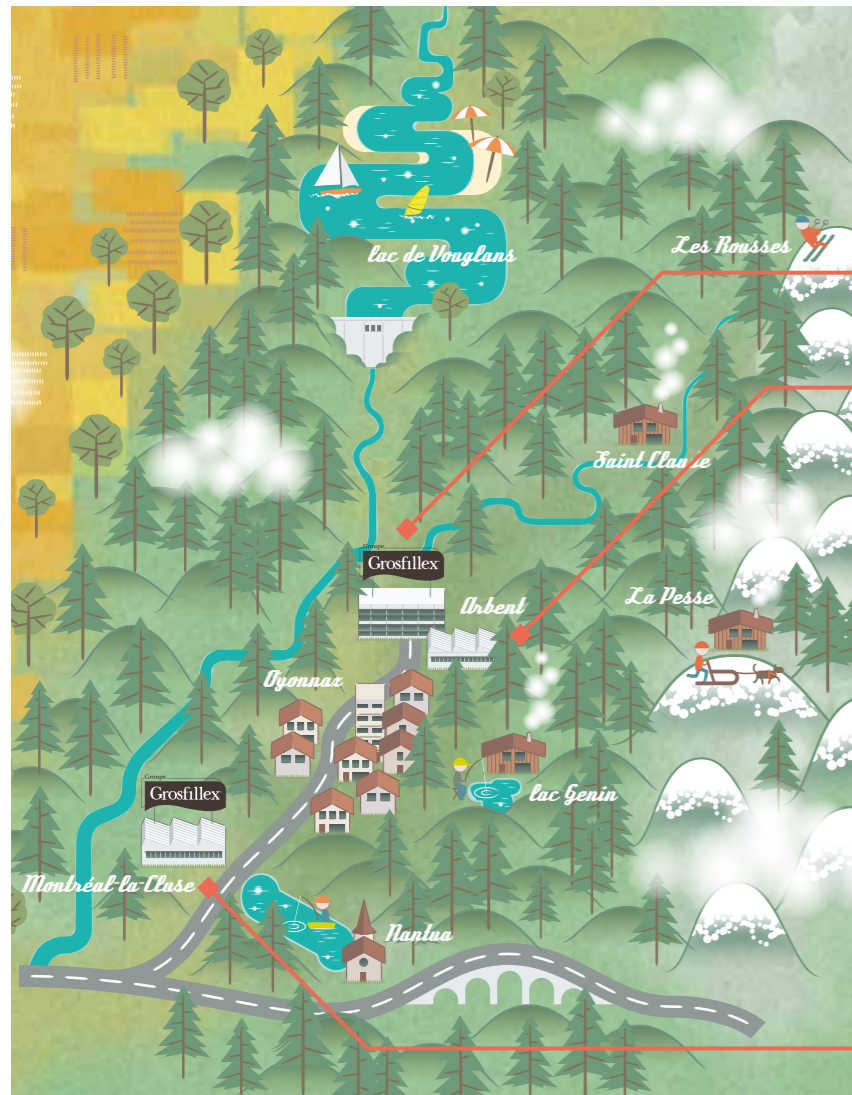 Les Rousses
lac de Vouglans
Saint Claude
Groupe
Grosfillex
Arbent
La Pesse
Oyonnax
Groupe
Grosfillex
lac Genin
Montréal-la-Cluse
Nantua